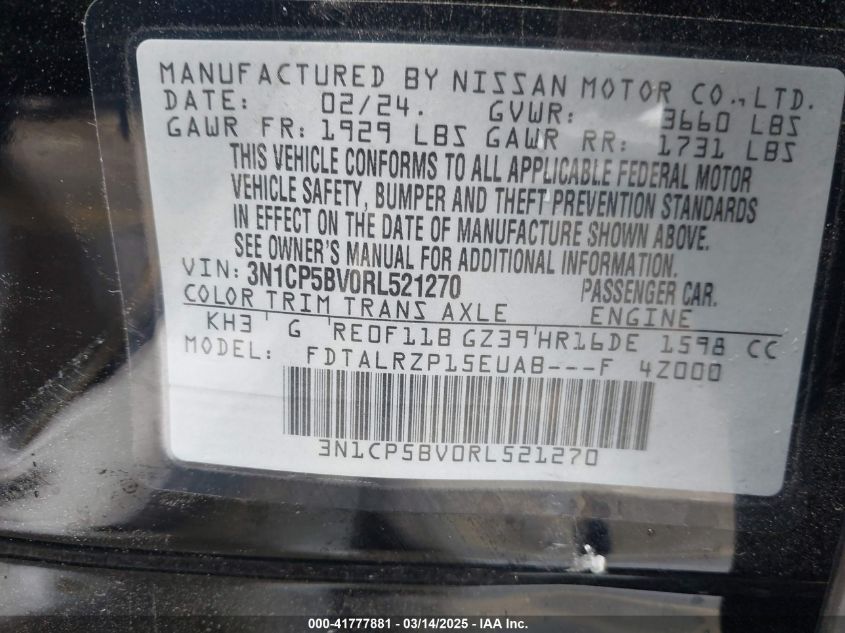 MANUFACTURED BY NISSAN MOTOR CO., LTD.
DATE: 02/24. GVWR: 3660 LBS
GAWR FR: 1929 LBS GAWR RR: 1731 LBS
THIS VEHICLE CONFORMS TO ALL APPLICABLE FEDERAL MOTOR
VEHICLE SAFETY, BUMPER AND THEFT PREVENTION STANDARDS
IN EFFECT ON THE DATE OF MANUFACTURE SHOWN ABOVE.
SEE OWNER'S MANUAL FOR ADDITIONAL INFORMATION.
VIN: 3N1CP5BV0RL521270 PASSENGER CAR.
COLOR TRIM TRANS AXLE ENGINE
KH3 G RE0F11B GZ39 HR16DE 1598 CC
MODEL: FDTALRZP15EUAB---F 4Z000
3N1CP5BV0RL521270
000-41777881 / 03/14/2025 - IMPACT AUTO AUCTIONS, INC.